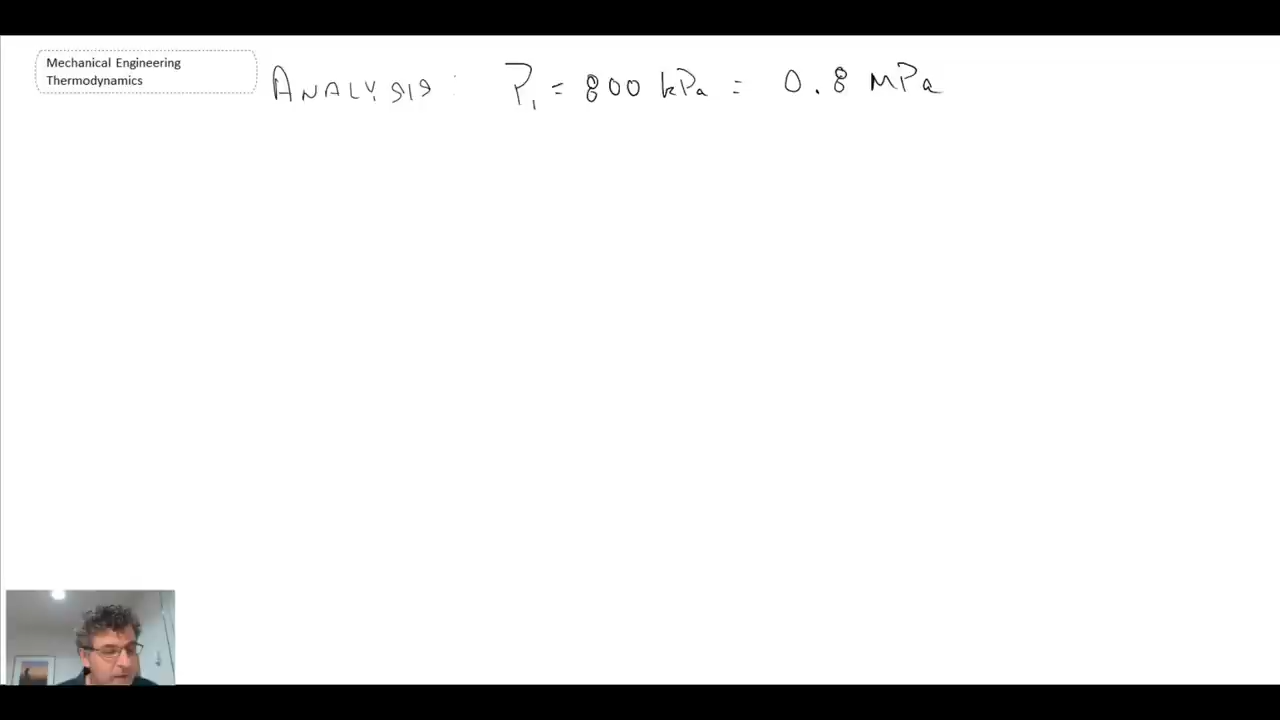 Mechanical Engineering
Thermodynamics
ANALYSIS : P₁ = 800 kPa = 0.8 MPa